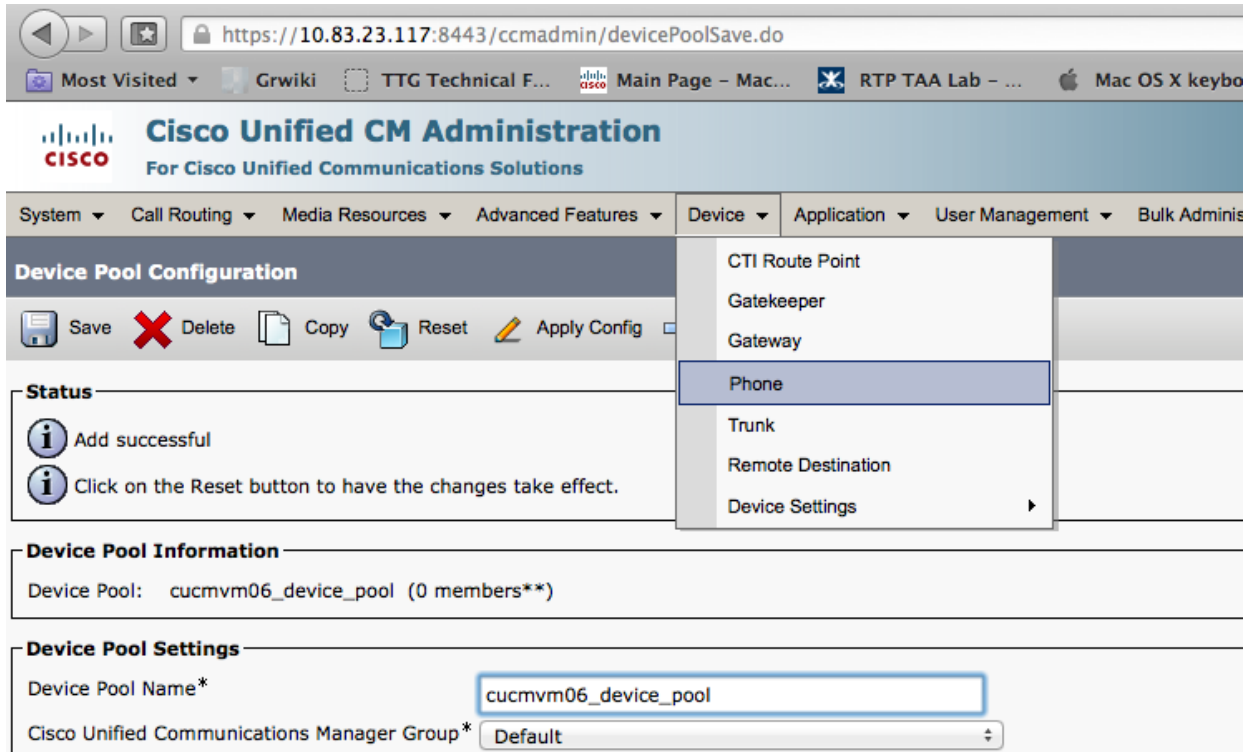 https://10.83.23.117:8443/ccmadmin/devicePoolSave.do
Most Visited Grwiki TTG Technical F... Main Page – Mac... RTP TAA Lab – ... Mac OS X keybo
CISCO
Cisco Unified CM Administration
For Cisco Unified Communications Solutions
System Call Routing Media Resources Advanced Features Device Application User Management Bulk Adminis
Device Pool Configuration
Save Delete Copy Reset Apply Config
CTI Route Point
Gatekeeper
Gateway
Phone
Trunk
Remote Destination
Device Settings
Status
Add successful
Click on the Reset button to have the changes take effect.
Device Pool Information
Device Pool: cucmvm06_device_pool (0 members**)
Device Pool Settings
Device Pool Name* cucmvm06_device_pool
Cisco Unified Communications Manager Group* Default